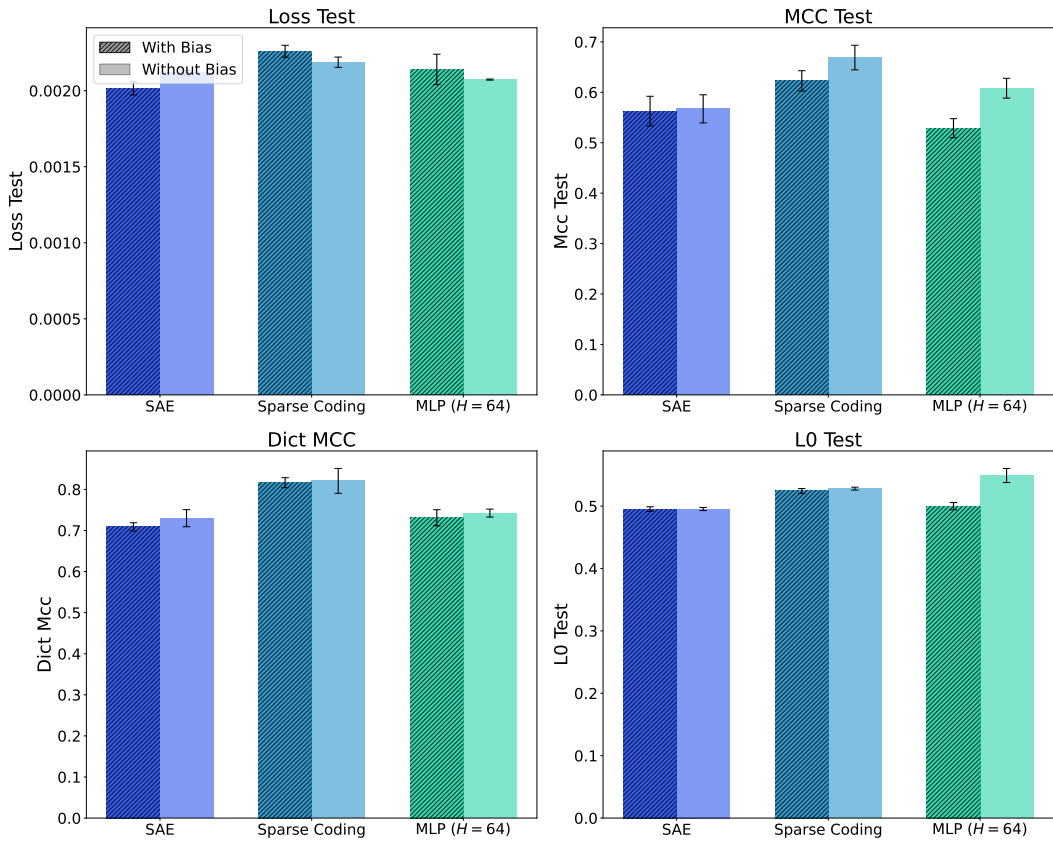 Loss Test
With Bias
Without Bias
Loss Test
0.0020
0.0015
0.0010
0.0005
0.0000
SAE
Sparse Coding
MLP (H = 64)
MCC Test
Mcc Test
0.7
0.6
0.5
0.4
0.3
0.2
0.1
0.0
SAE
Sparse Coding
MLP (H = 64)
Dict MCC
Dict Mcc
0.8
0.7
0.6
0.5
0.4
0.3
0.2
0.1
0.0
SAE
Sparse Coding
MLP (H = 64)
L0 Test
L0 Test
0.5
0.4
0.3
0.2
0.1
0.0
SAE
Sparse Coding
MLP (H = 64)